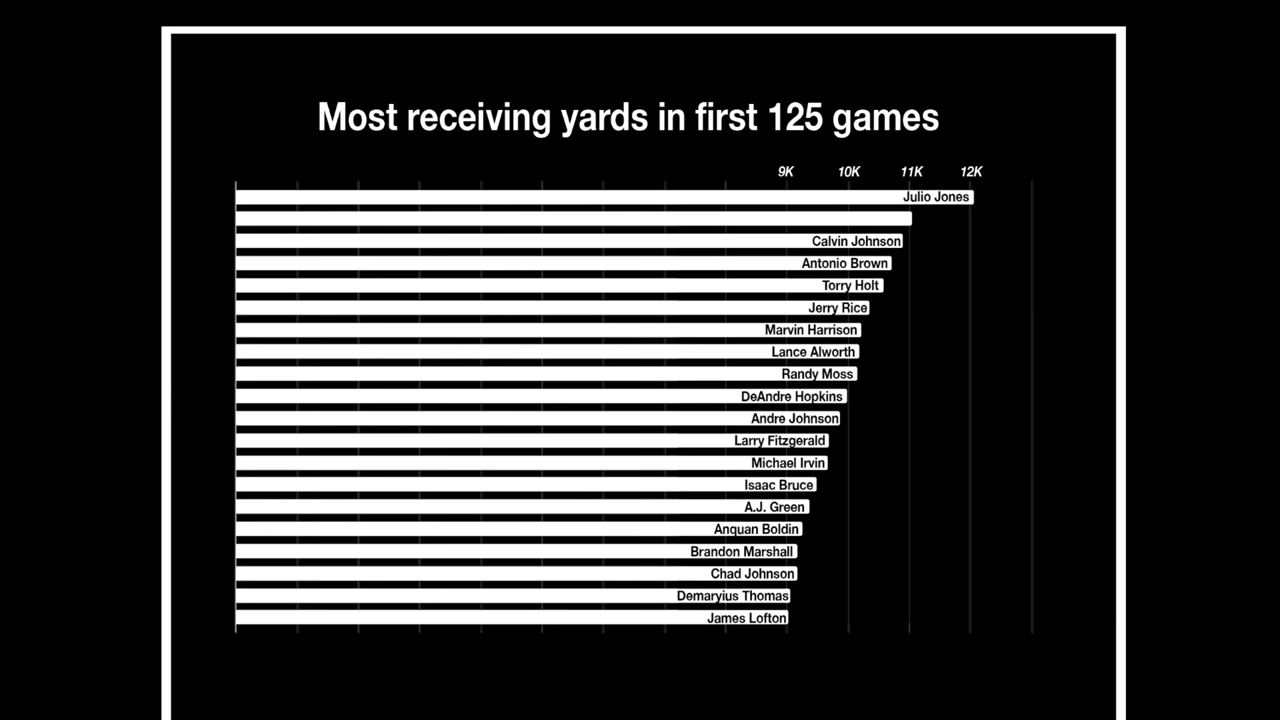 Most receiving yards in first 125 games
9K 10K 11K 12K
Julio Jones
Calvin Johnson
Antonio Brown
Torry Holt
Jerry Rice
Marvin Harrison
Lance Alworth
Randy Moss
DeAndre Hopkins
Andre Johnson
Larry Fitzgerald
Michael Irvin
Isaac Bruce
A.J. Green
Anquan Boldin
Brandon Marshall
Chad Johnson
Demaryius Thomas
James Lofton